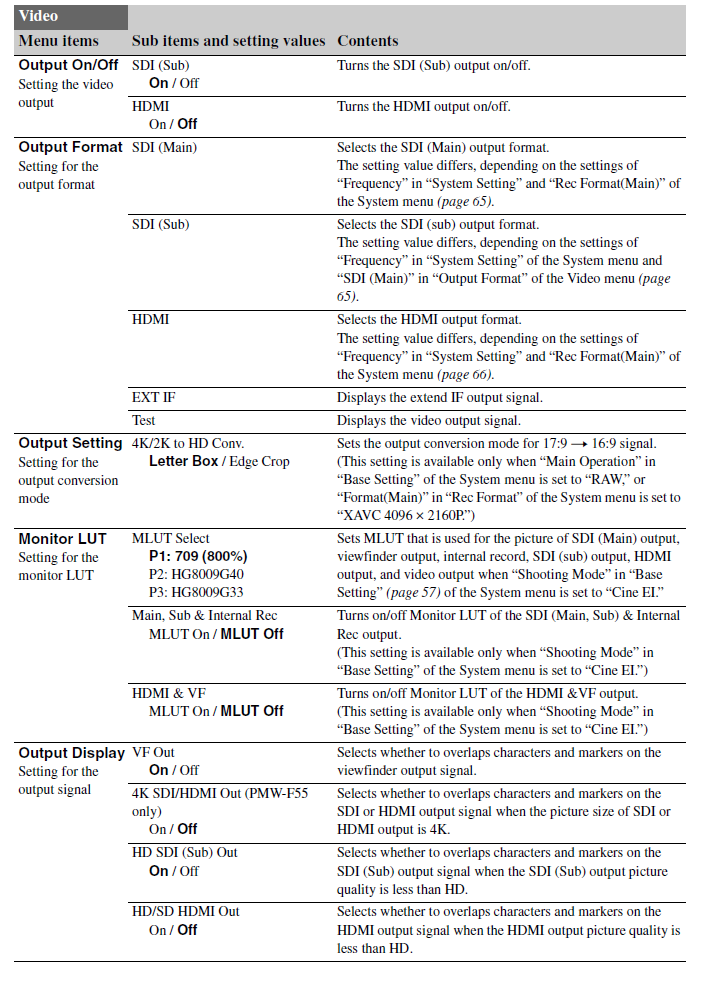 Video
Menu items Sub items and setting values Contents
Output On/Off
Setting the video
output
SDI (Sub)
On / Off
Turns the SDI (Sub) output on/off.
HDMI
On / Off
Turns the HDMI output on/off.
Output Format
Setting for the
output format
SDI (Main)
Selects the SDI (Main) output format.
The setting value differs, depending on the settings of
“Frequency” in “System Setting” and “Rec Format(Main)” of
the System menu (page 65).
SDI (Sub)
Selects the SDI (sub) output format.
The setting value differs, depending on the settings of
“Frequency” in “System Setting” of the System menu and
“SDI (Main)” in “Output Format” of the Video menu (page
65).
HDMI
Selects the HDMI output format.
The setting value differs, depending on the settings of
“Frequency” in “System Setting” and “Rec Format(Main)” of
the System menu (page 66).
EXT IF
Displays the extend IF output signal.
Test
Displays the video output signal.
Output Setting
Setting for the
output conversion
mode
4K/2K to HD Conv.
Letter Box / Edge Crop
Sets the output conversion mode for 17:9 → 16:9 signal.
(This setting is available only when “Main Operation” in
“Base Setting” of the System menu is set to “RAW,” or
“Format(Main)” in “Rec Format” of the System menu is set to
“XAVC 4096 × 2160P.”)
Monitor LUT
Setting for the
monitor LUT
MLUT Select
P1: 709 (800%)
P2: HG8009G40
P3: HG8009G33
Sets MLUT that is used for the picture of SDI (Main) output,
viewfinder output, internal record, SDI (sub) output, HDMI
output, and video output when “Shooting Mode” in “Base
Setting” (page 57) of the System menu is set to “Cine EI.”
Main, Sub & Internal Rec
MLUT On / MLUT Off
Turns on/off Monitor LUT of the SDI (Main, Sub) & Internal
Rec output.
(This setting is available only when “Shooting Mode” in
“Base Setting” of the System menu is set to “Cine EI.”)
HDMI & VF
MLUT On / MLUT Off
Turns on/off Monitor LUT of the HDMI &VF output.
(This setting is available only when “Shooting Mode” in
“Base Setting” of the System menu is set to “Cine EI.”)
Output Display
Setting for the
output signal
VF Out
On / Off
Selects whether to overlaps characters and markers on the
viewfinder output signal.
4K SDI/HDMI Out (PMW-F55
only)
On / Off
Selects whether to overlaps characters and markers on the
SDI or HDMI output signal when the picture size of SDI or
HDMI output is 4K.
HD SDI (Sub) Out
On / Off
Selects whether to overlaps characters and markers on the
SDI (Sub) output signal when the SDI (Sub) output picture
quality is less than HD.
HD/SD HDMI Out
On / Off
Selects whether to overlaps characters and markers on the
HDMI output signal when the HDMI output picture quality is
less than HD.